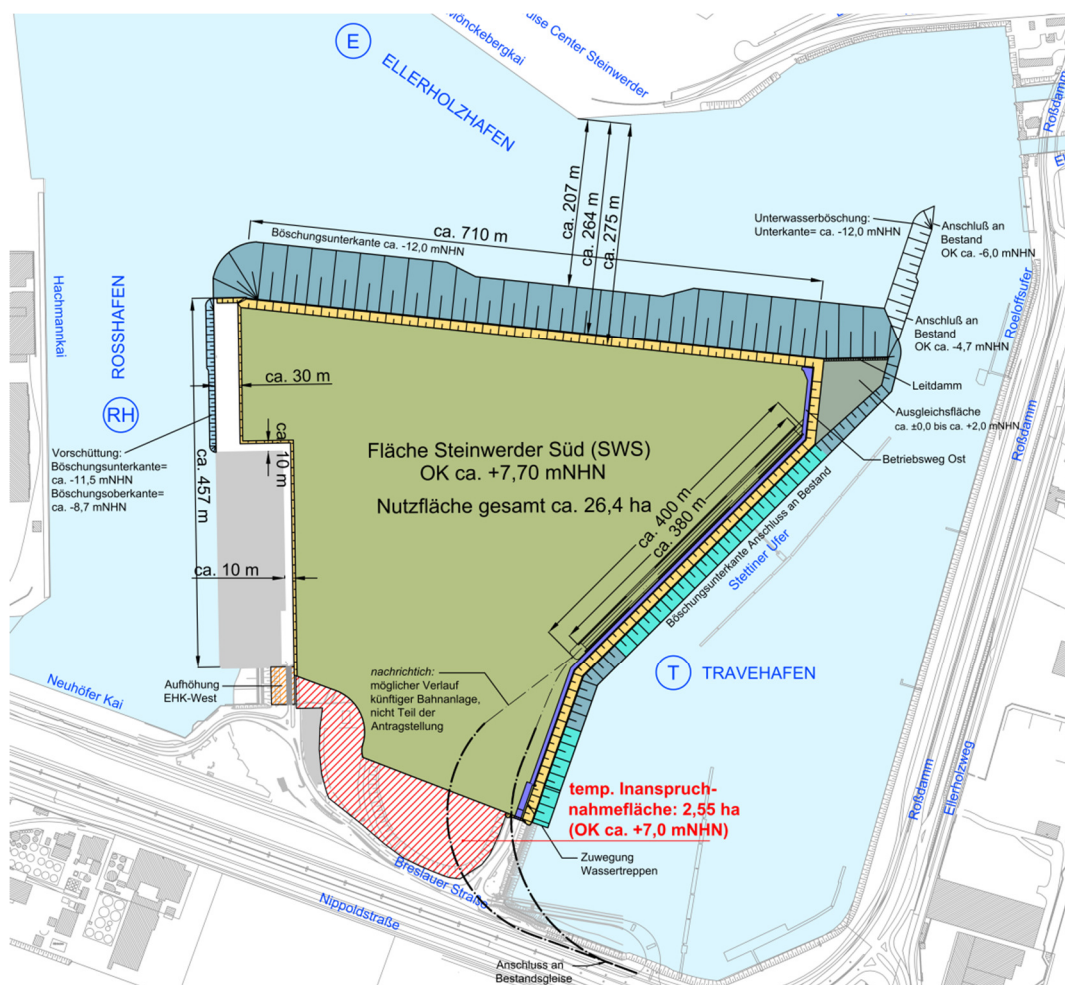 E
ELLERHOLZHAFEN
Mönckebergkai
uise Center Steinwerder
Roßdamm
ca. 207 m
ca. 264 m
ca. 275 m
ca. 710 m
Böschungsunterkante ca. -12,0 mNHN
Unterwasserböschung:
Unterkante= ca. -12,0 mNHN
Anschluß an
Bestand
OK ca. -6,0 mNHN
Anschluß an
Bestand
OK ca. -4,7 mNHN
Leitdamm
Ausgleichsfläche
ca. ±0,0 bis ca. +2,0 mNHN
Betriebsweg Ost
Roeloffsufer
Roßdamm
Hachmannkai
ROSSHAFEN
RH
Vorschüttung:
Böschungsunterkante=
ca. -11,5 mNHN
Böschungsoberkante=
ca. -8,7 mNHN
ca. 457 m
ca. 30 m
ca. 10 m
ca. 10 m
Fläche Steinwerder Süd (SWS)
OK ca. +7,70 mNHN
Nutzfläche gesamt ca. 26,4 ha
ca. 400 m
ca. 380 m
Böschungsunterkante Anschluss an Bestand
Stettiner Ufer
T
TRAVEHAFEN
Neuhöfer Kai
Aufhöhung
EHK-West
nachrichtlich:
möglicher Verlauf
künftiger Bahnanlage,
nicht Teil der
Antragstellung
temp. Inanspruch-
nahmefläche: 2,55 ha
(OK ca. +7,0 mNHN)
Zuwegung
Wassertreppen
Breslauer Straße
Nippoldstraße
Roßdamm
Ellerholzweg
Anschluss an
Bestandsgleise